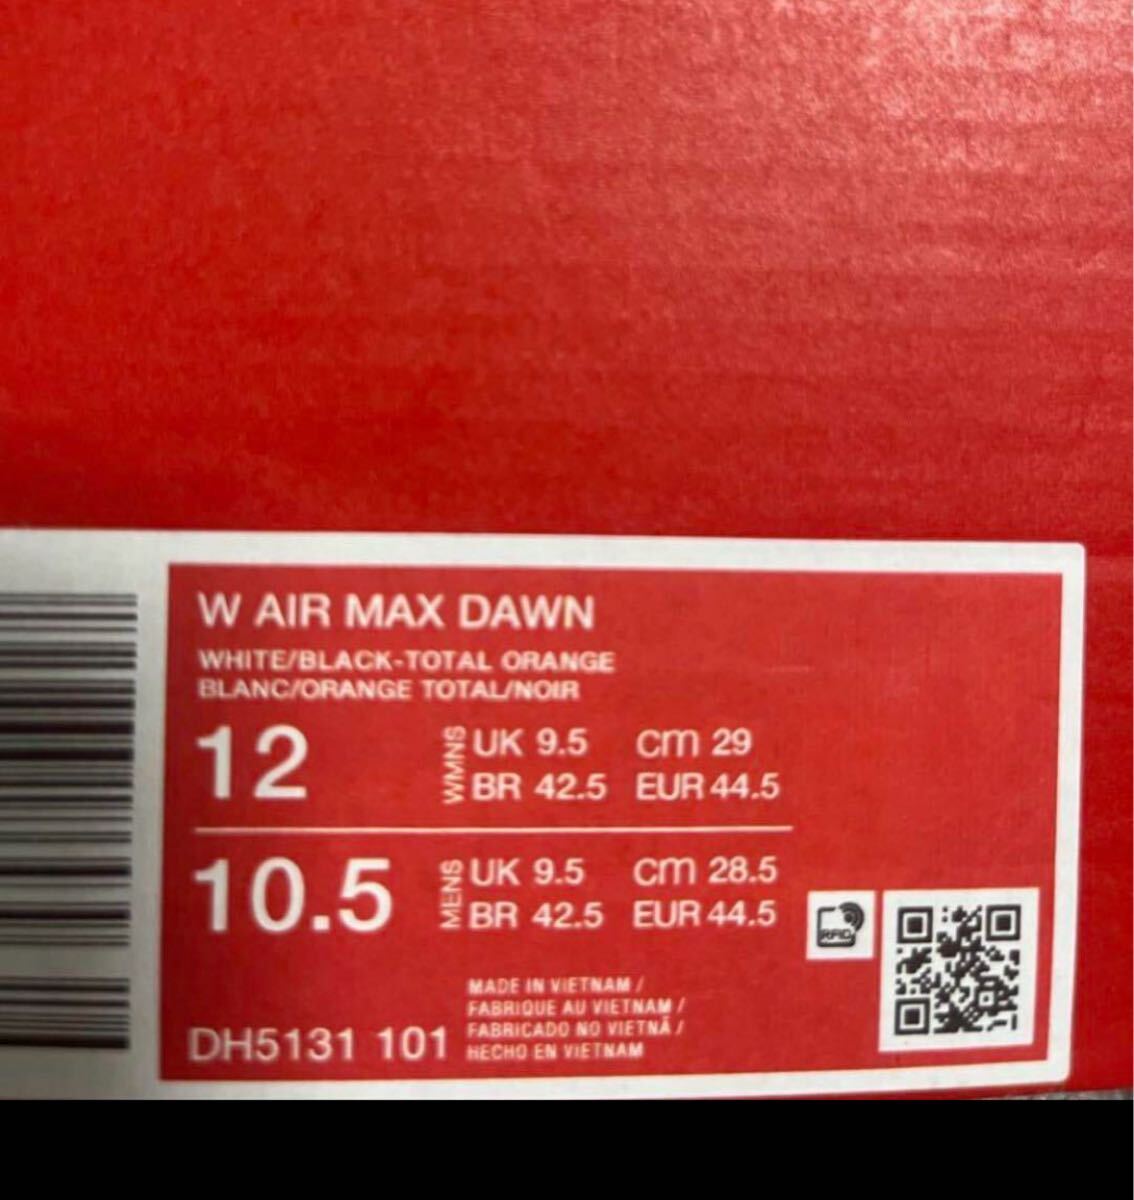 W AIR MAX DAWN
WHITE/BLACK-TOTAL ORANGE
BLANC/ORANGE TOTAL/NOIR
12 WMNS UK 9.5 cm 29
BR 42.5 EUR 44.5
10.5 MENS UK 9.5 cm 28.5
BR 42.5 EUR 44.5
RFID
MADE IN VIETNAM /
FABRIQUE AU VIETNAM /
FABRICADO NO VIETNÃ /
HECHO EN VIETNAM
DH5131 101